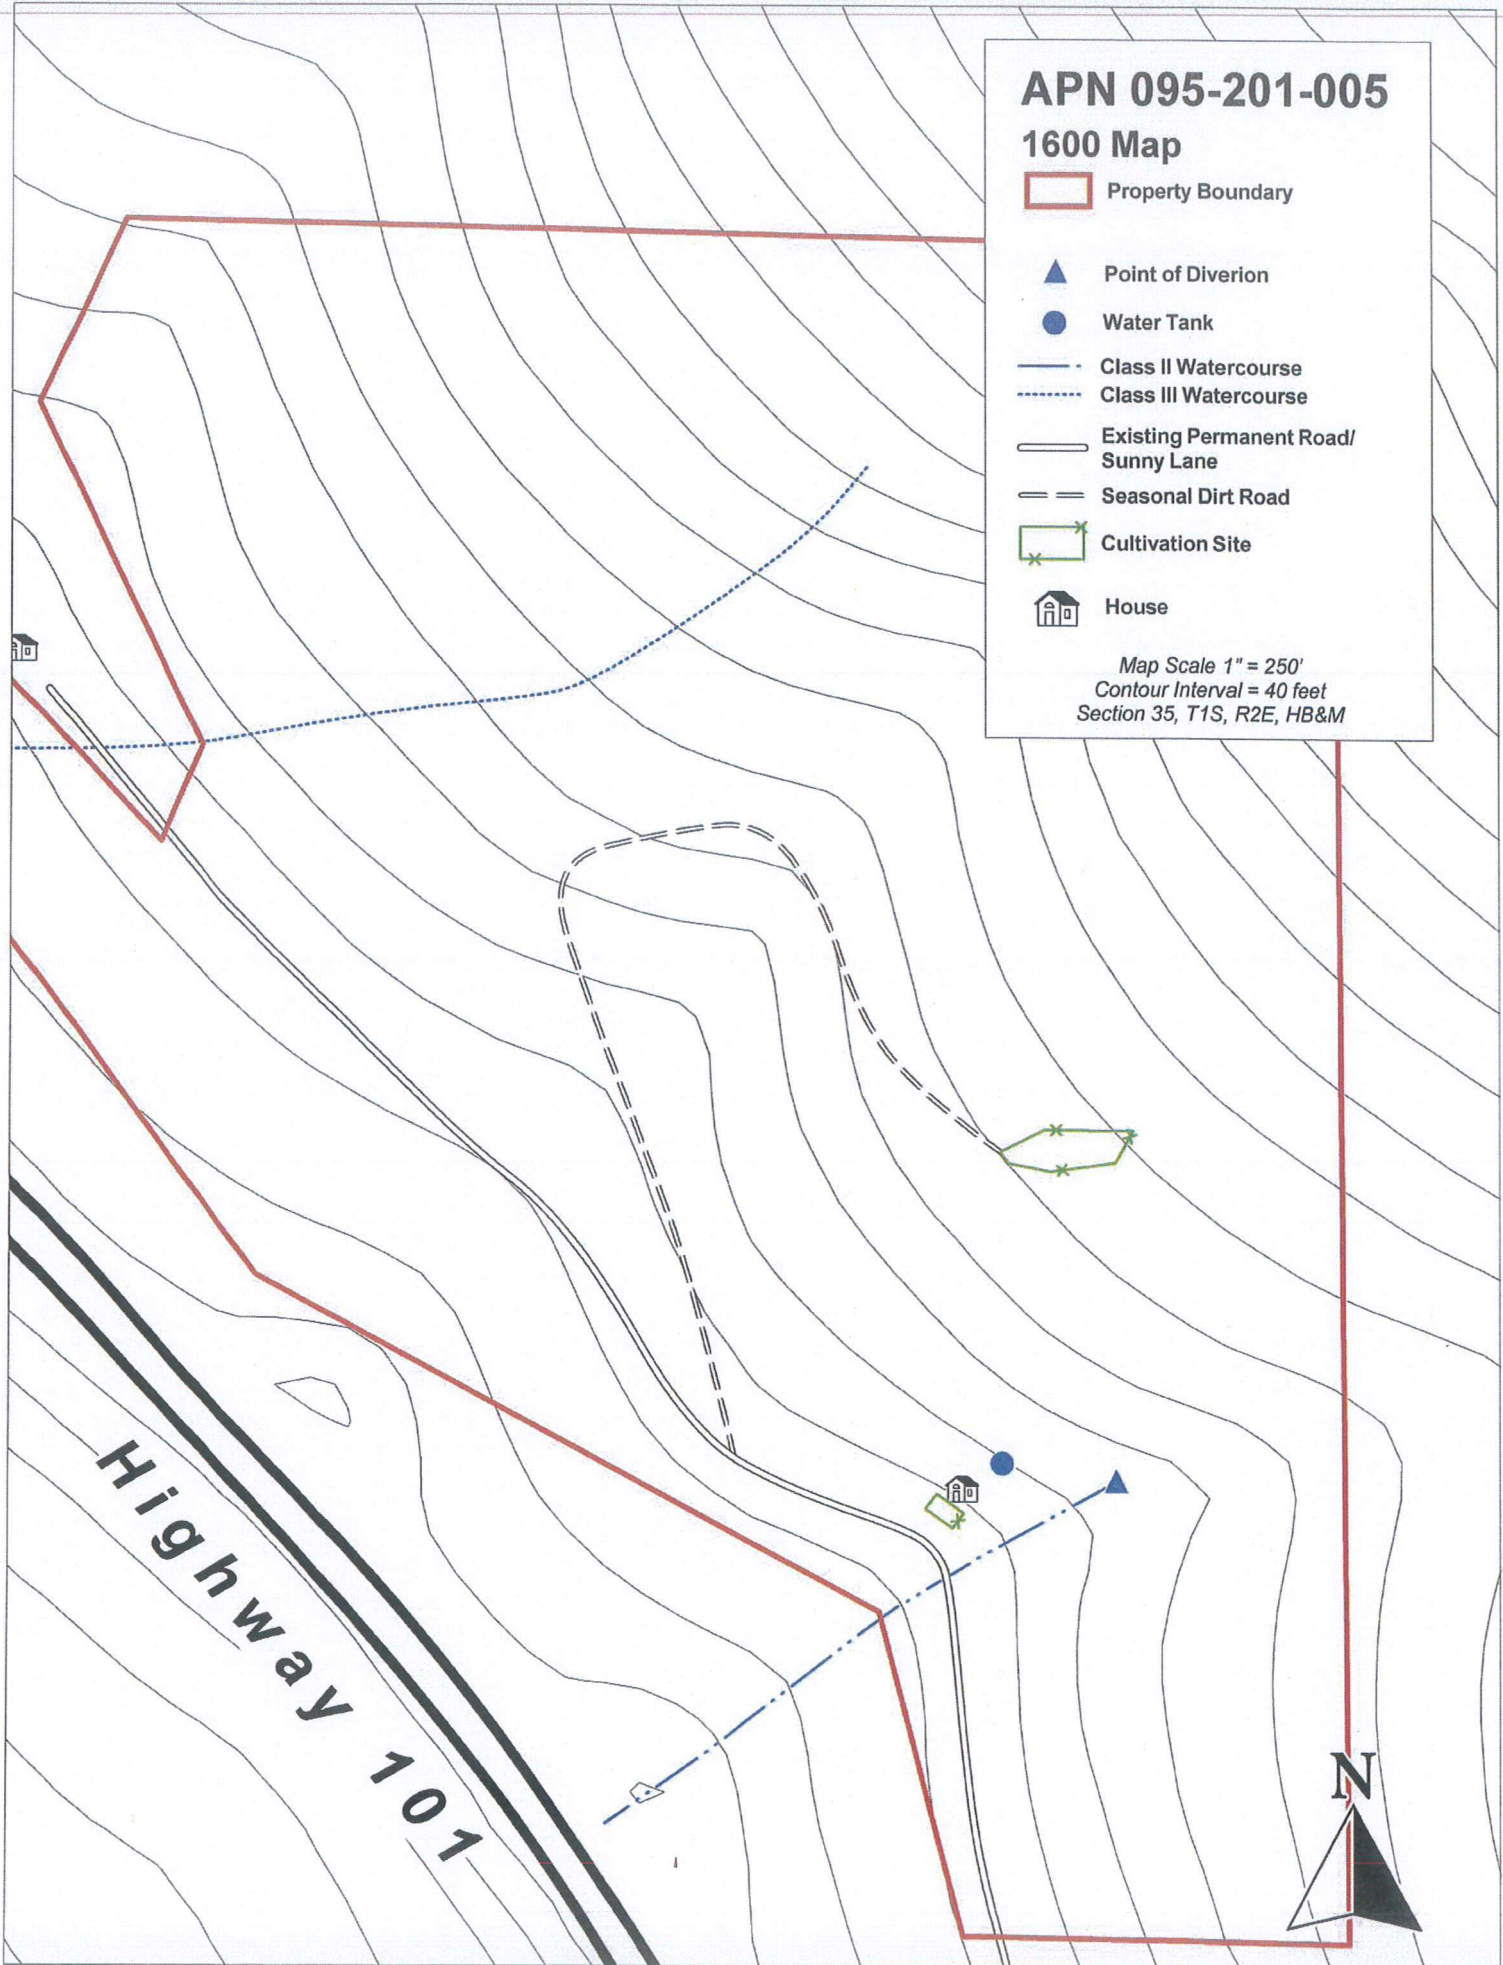 APN 095-201-005
1600 Map
Property Boundary
Point of Diverion
Water Tank
Class II Watercourse
Class III Watercourse
Existing Permanent Road/
Sunny Lane
Seasonal Dirt Road
Cultivation Site
House
Map Scale 1" = 250'
Contour Interval = 40 feet
Section 35, T1S, R2E, HB&M
Highway 101
N